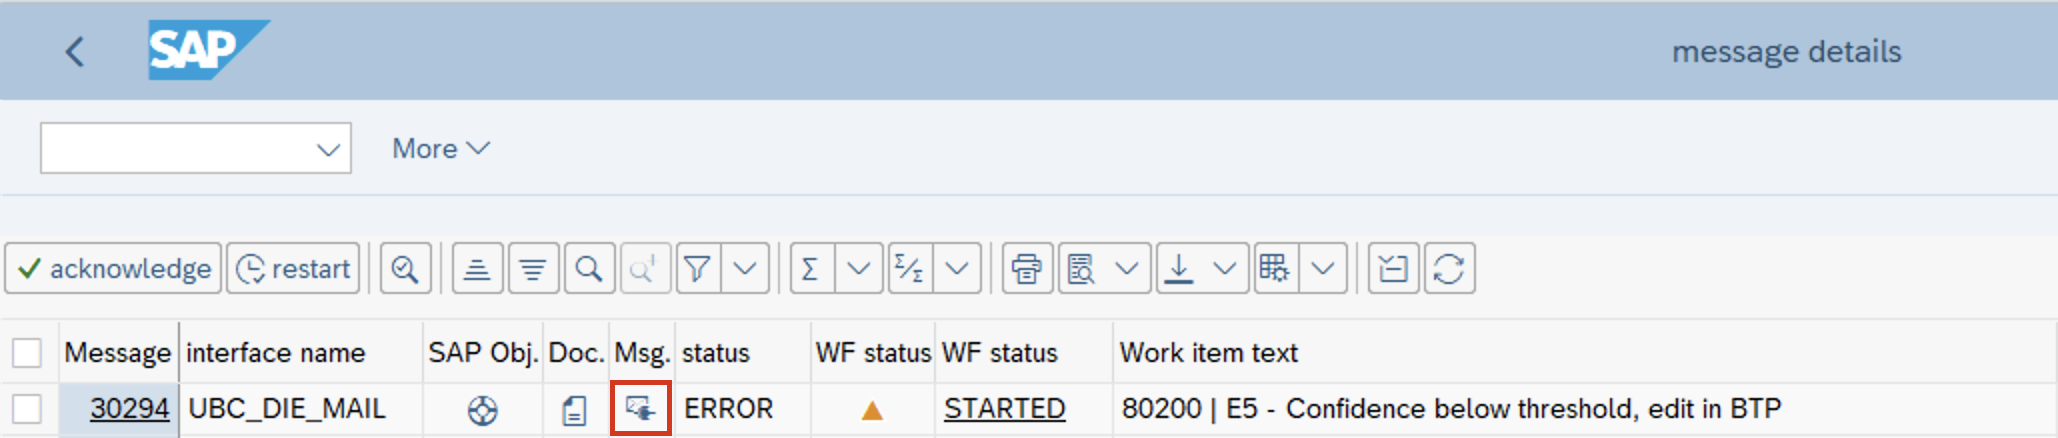 SAP
message details
More
acknowledge restart
Message interface name SAP Obj. Doc. Msg. status WF status WF status Work item text
30294 UBC_DIE_MAIL ERROR STARTED 80200 | E5 - Confidence below threshold, edit in BTP